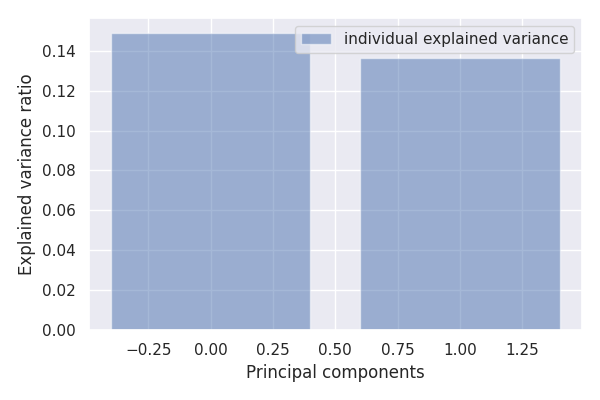 individual explained variance
Explained variance ratio
0.14
0.12
0.10
0.08
0.06
0.04
0.02
0.00
−0.25 0.00 0.25 0.50 0.75 1.00 1.25
Principal components